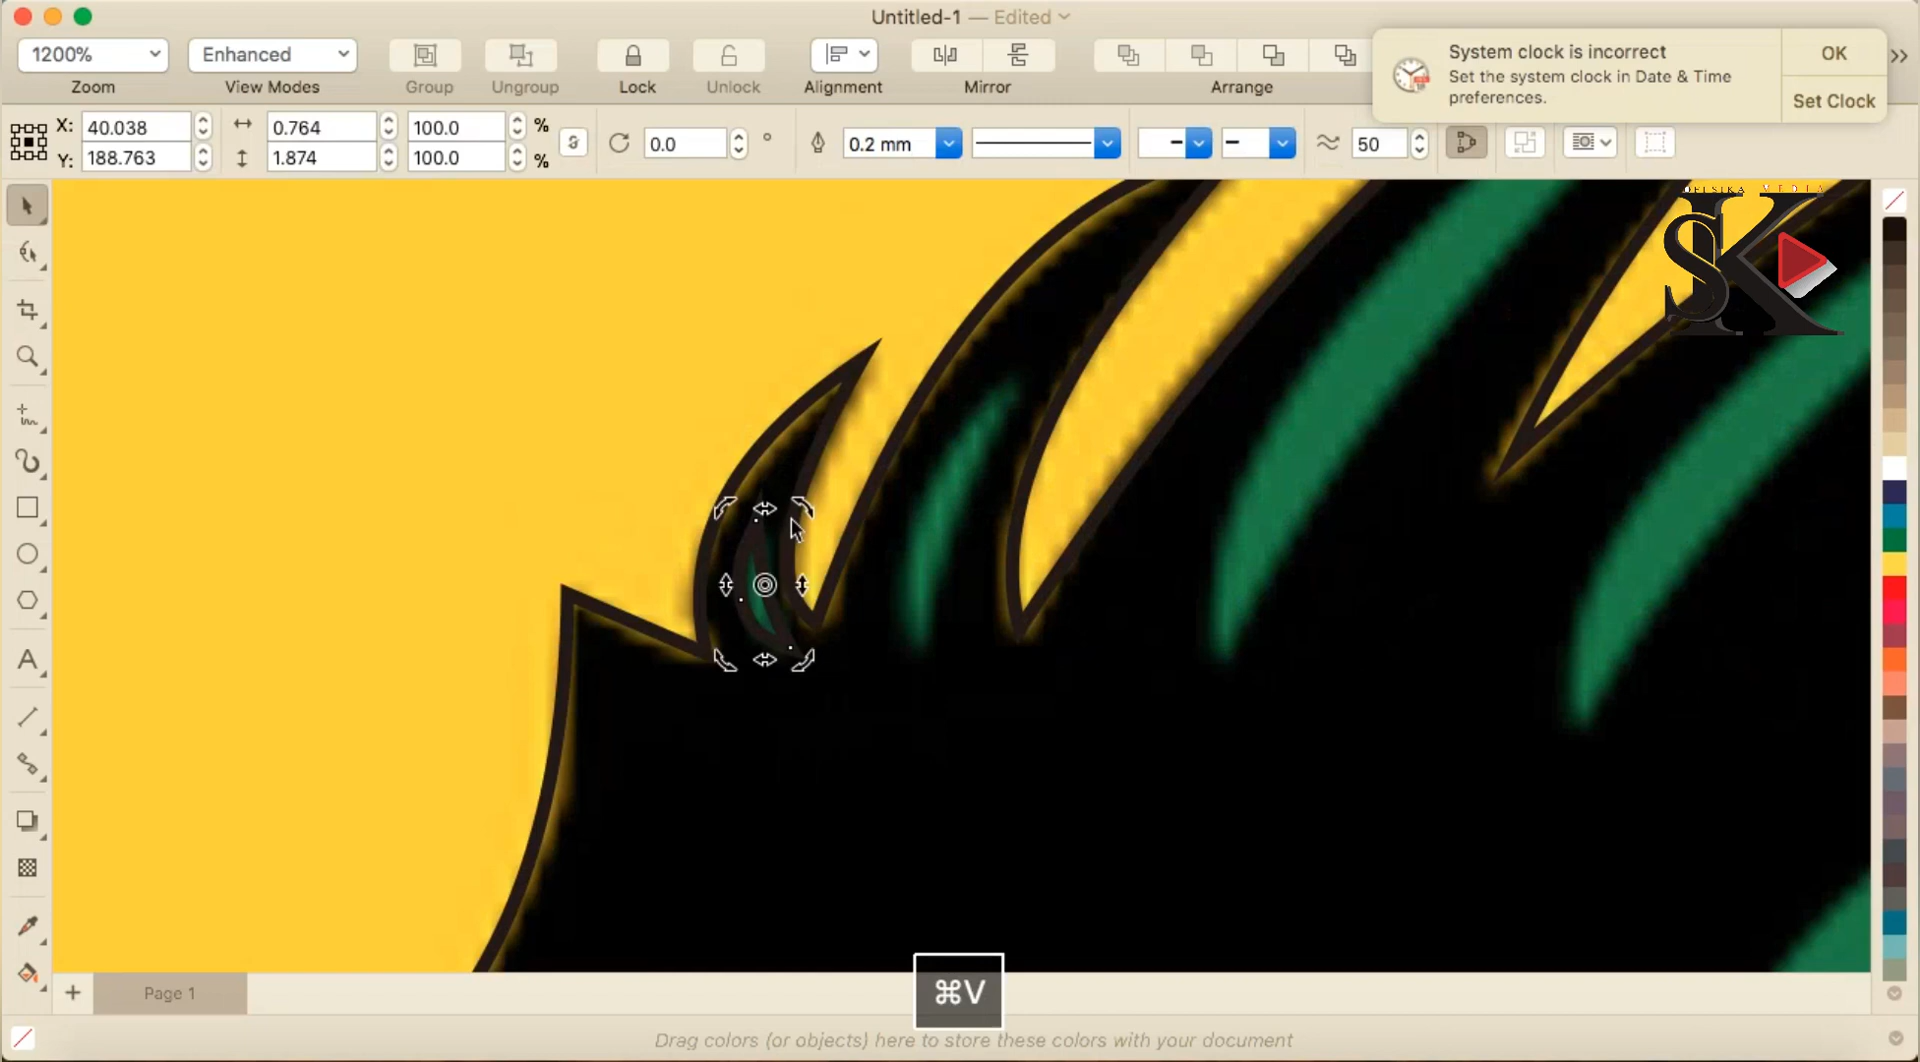 Untitled-1 — Edited
1200%
Enhanced
Zoom
View Modes
Group
Ungroup
Lock
Unlock
Alignment
Mirror
Arrange
System clock is incorrect
Set the system clock in Date & Time
preferences.
OK
Set Clock
X: 40.038
0.764
100.0 %
Y: 188.763
1.874
100.0 %
0.0 °
0.2 mm
50
MEDIA
SK
A
⌘V
Page 1
Drag colors (or objects) here to store these colors with your document